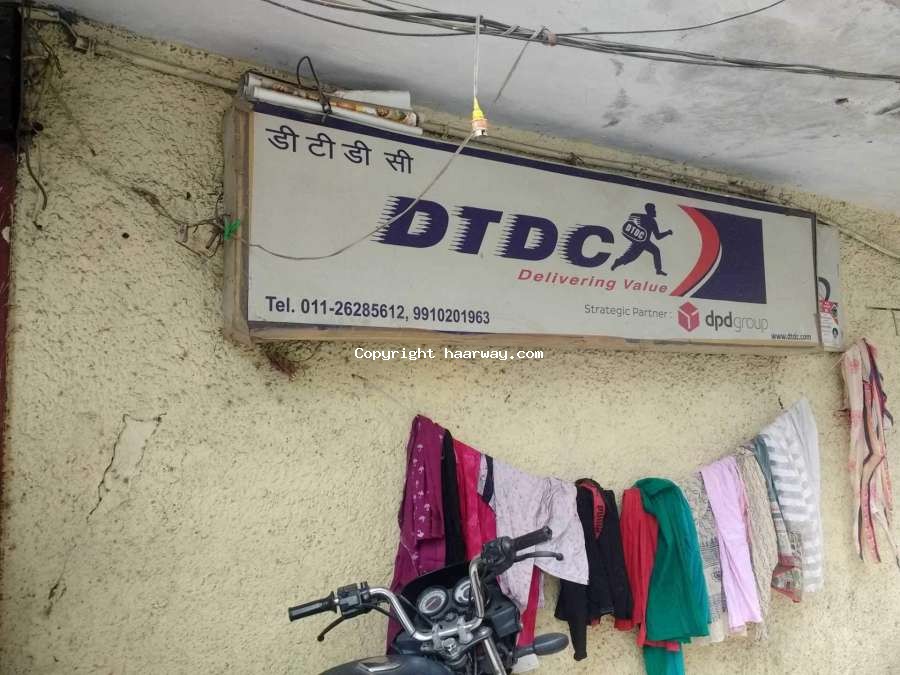 डी टी डी सी
DTDC
DTDC
Delivering Value
Tel. 011-26285612, 9910201963
Strategic Partner : dpdgroup
www.dtdc.com
Copyright haarway.com